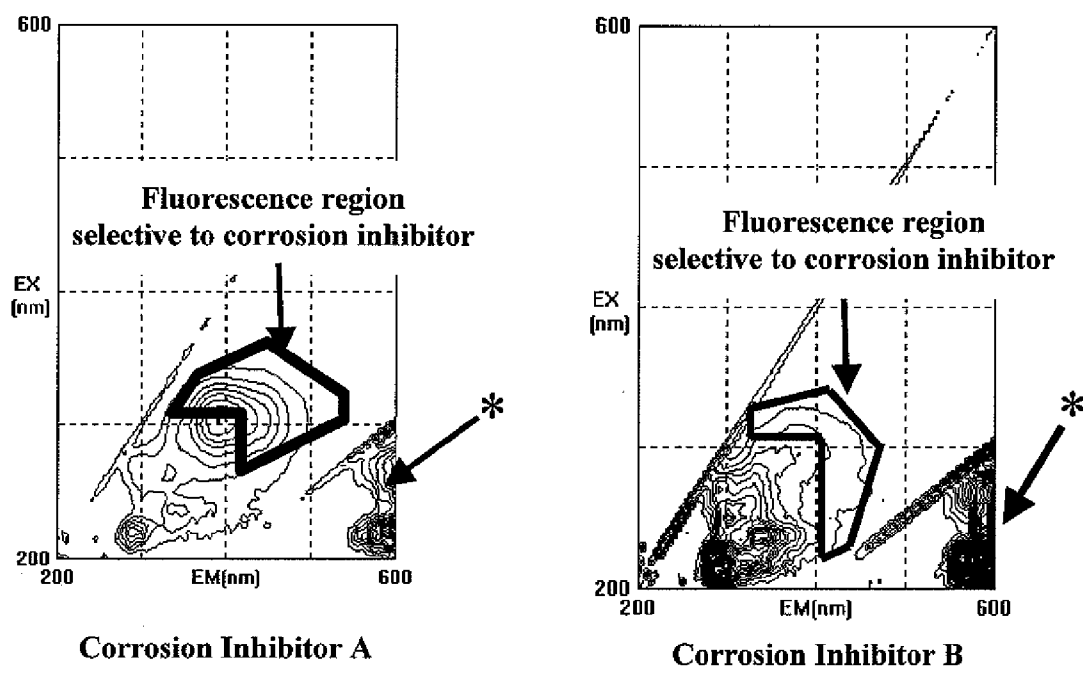 600
Fluorescence region
selective to corrosion inhibitor
EX
(nm)
*
200
200
EM(nm)
600
Corrosion Inhibitor A
600
Fluorescence region
selective to corrosion inhibitor
EX
(nm)
*
200
200
EM(nm)
600
Corrosion Inhibitor B